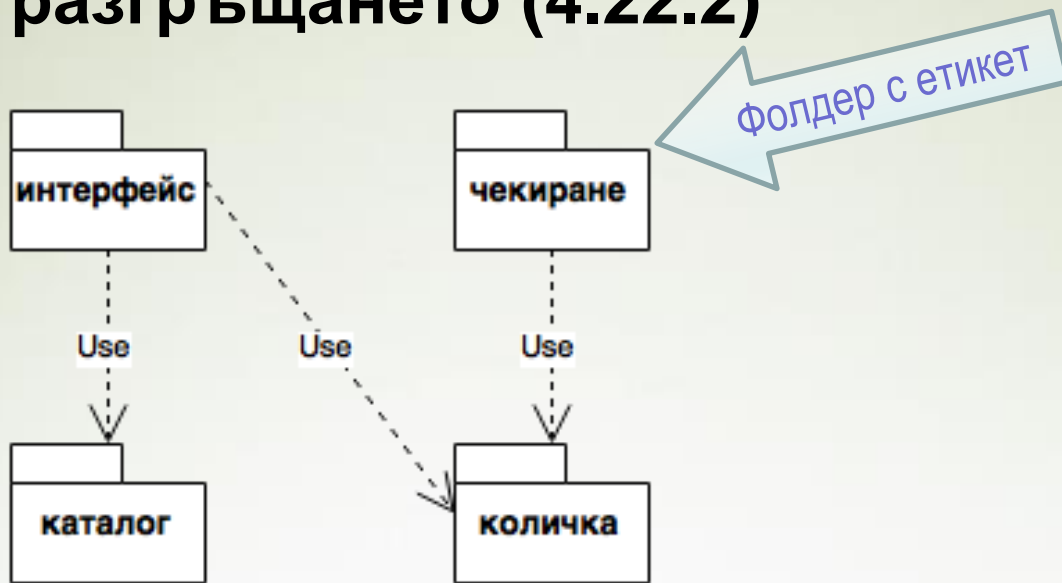 разгръщането (4.22.2)
Фолдер с етикет
интерфейс
чекиране
Use
Use
Use
каталог
количка